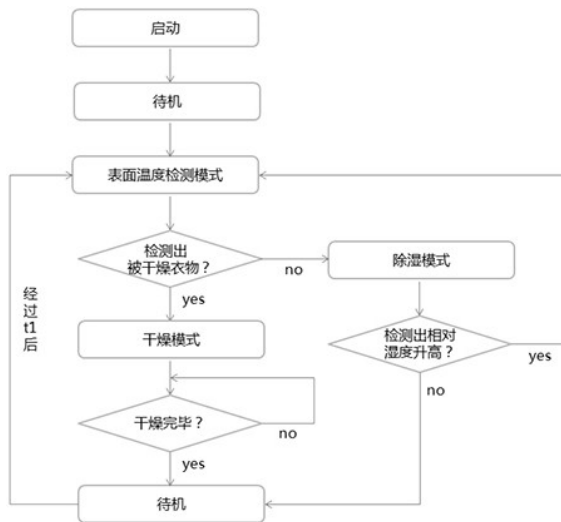 启动
待机
表面温度检测模式
检测出
被干燥衣物？
no
除湿模式
yes
经过
t1
后
干燥模式
检测出相对
湿度升高？
yes
no
干燥完毕？
no
yes
待机